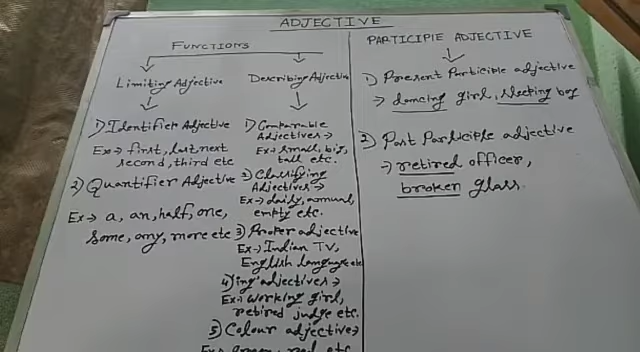 ADJECTIVE
FUNCTIONS
Limiting Adjective
1) Identifier Adjective
Ex → first, last, next
second, third etc
2) Quantifier Adjective
Ex → a, an, half, one,
some, any, more etc
Describing Adjective
1) Comparable
Adjectives →
Ex → small, big,
tall etc.
2) Classifying
Adjectives →
Ex → daily, annual,
empty etc.
3) Proper adjective
Ex → Indian TV,
English language etc
4) ing adjectives →
Ex → working girl,
retired judge etc.
5) Colour adjective →
Ex → green, red etc
PARTICIPLE ADJECTIVE
1) Present Participle adjective
→ dancing girl, sleeping boy
2) Past Participle adjective
→ retired officer,
broken glass.